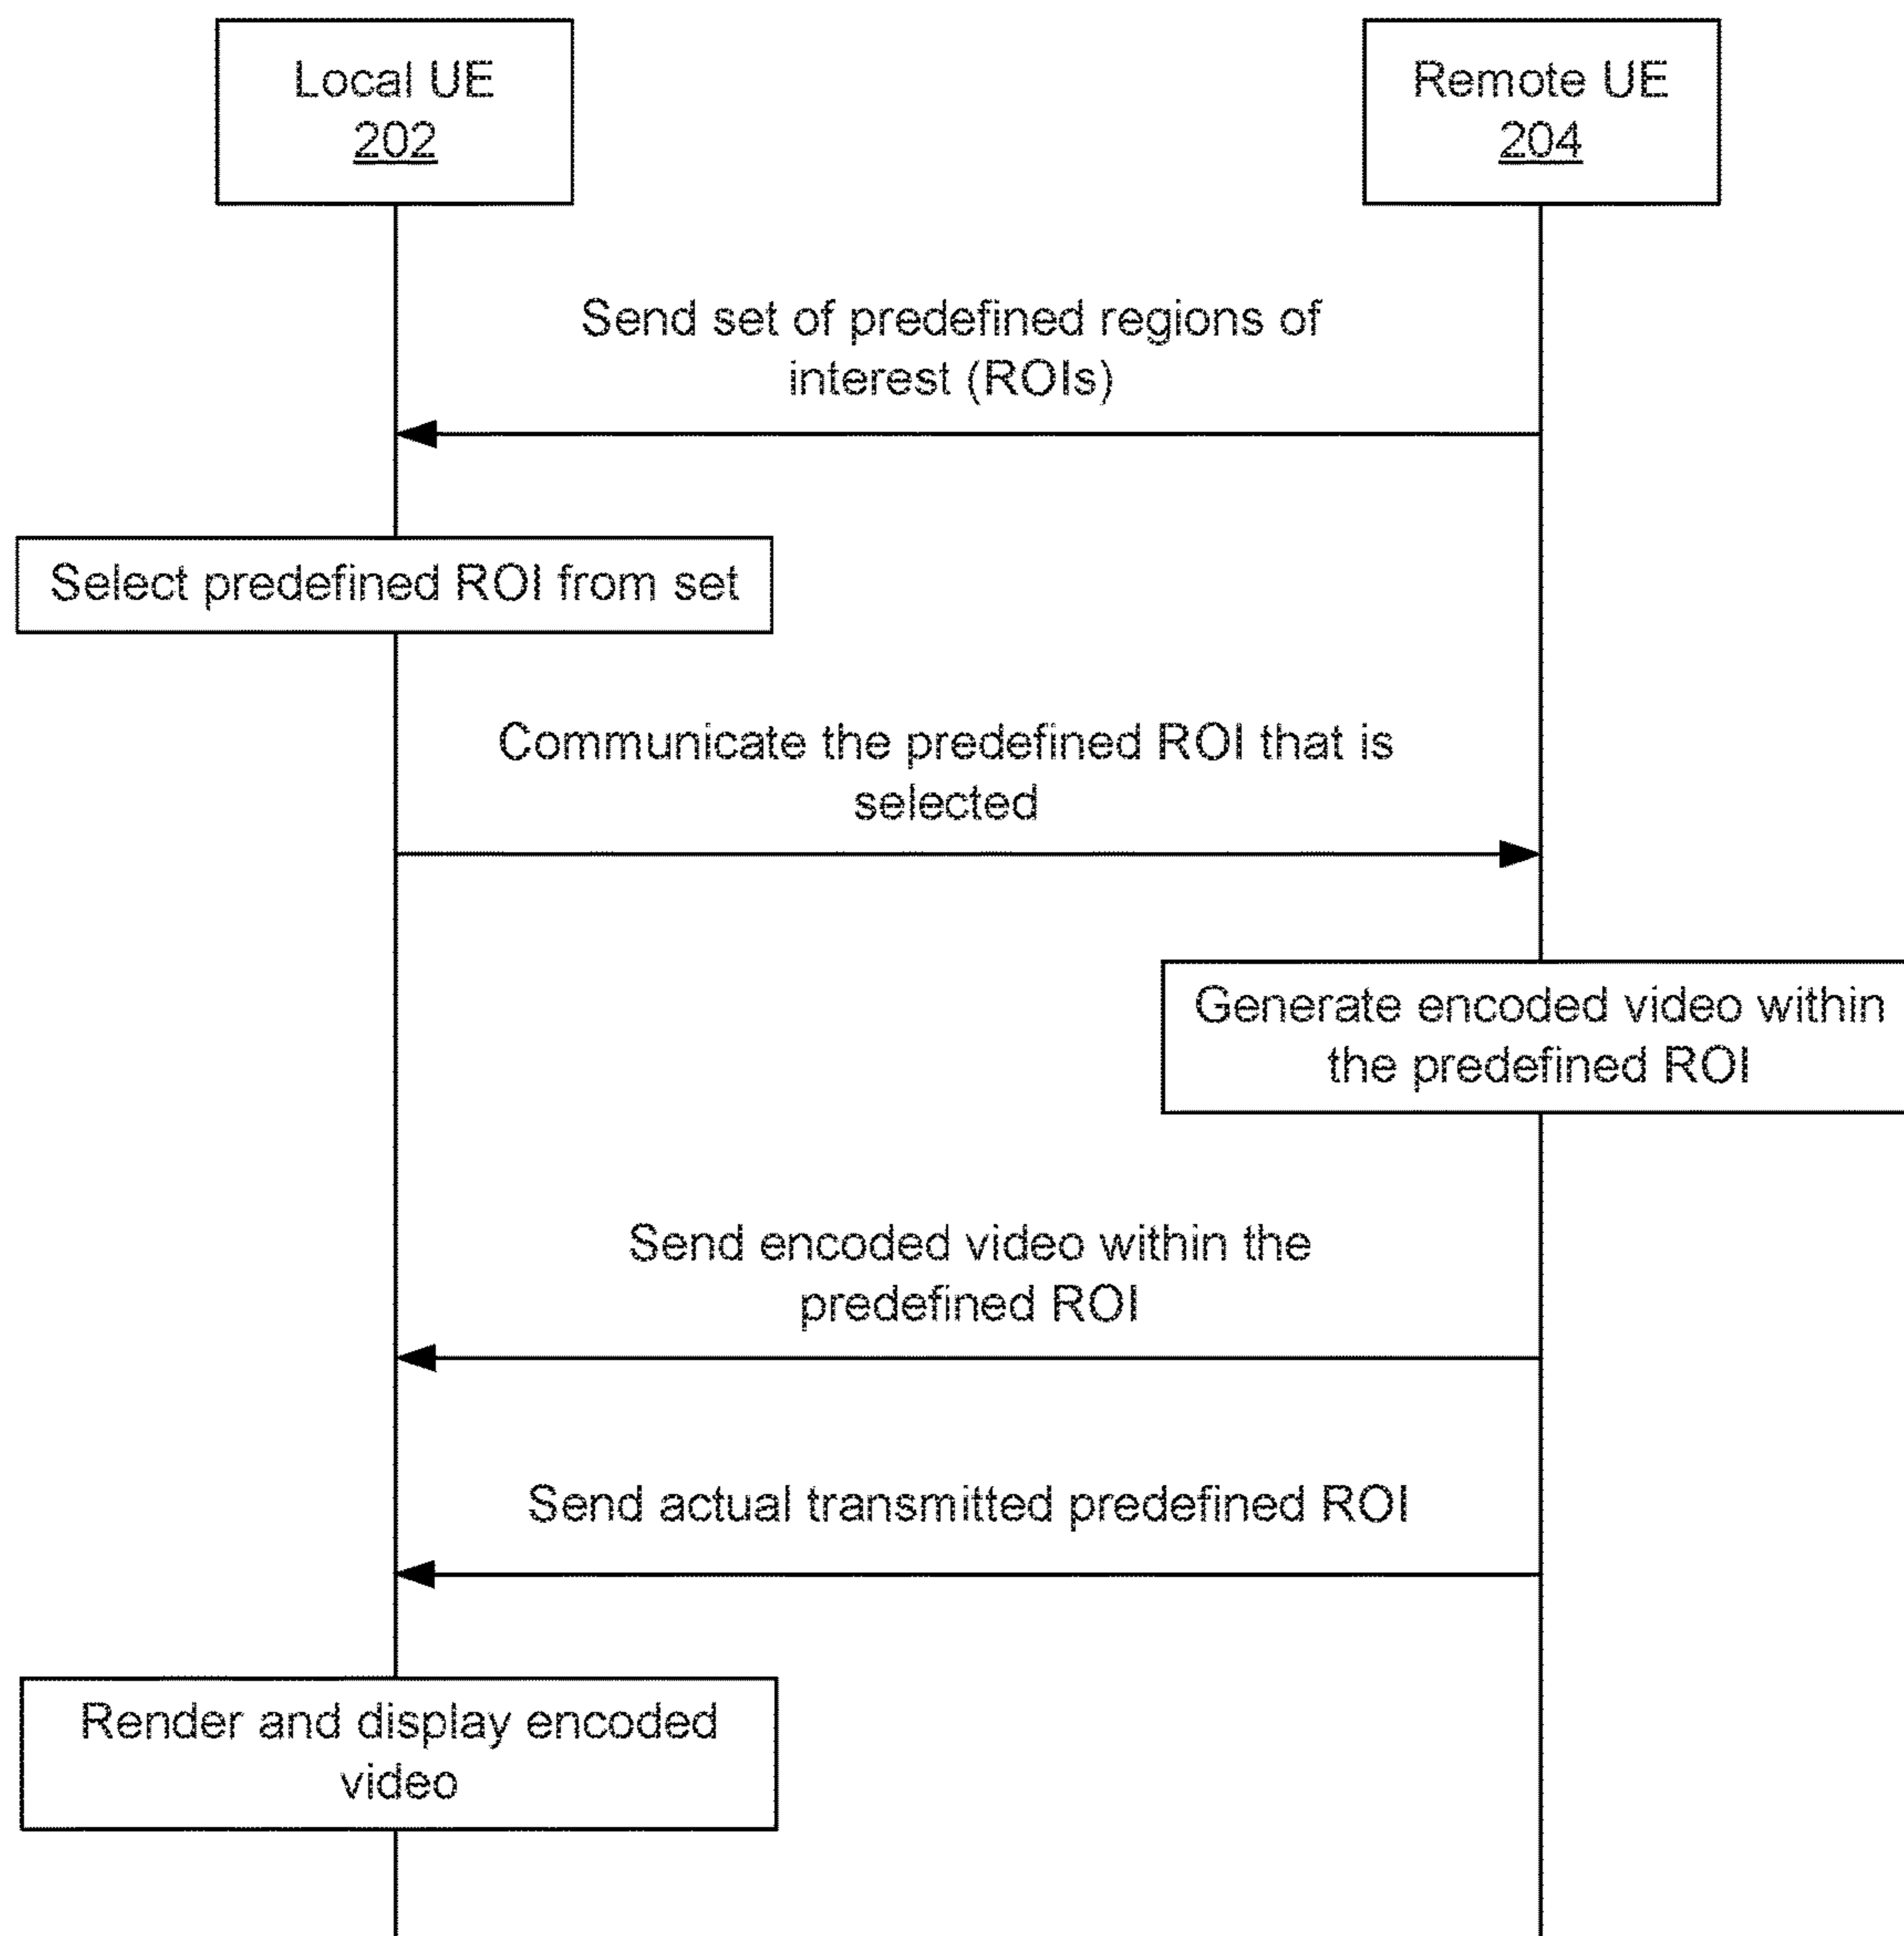 Local UE
202
Remote UE
204
Send set of predefined regions of
interest (ROIs)
Select predefined ROI from set
Communicate the predefined ROI that is
selected
Generate encoded video within
the predefined ROI
Send encoded video within the
predefined ROI
Send actual transmitted predefined ROI
Render and display encoded
video